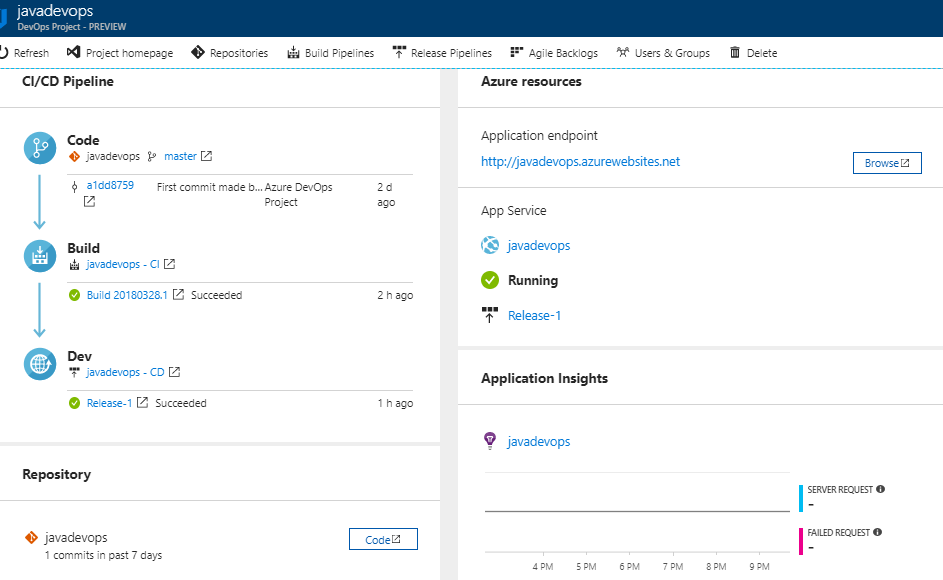 javadevops
DevOps Project - PREVIEW
Refresh Project homepage Repositories Build Pipelines Release Pipelines Agile Backlogs Users & Groups Delete
CI/CD Pipeline
Code
javadevops master
a1dd8759 First commit made b... Azure DevOps Project 2 d ago
Build
javadevops - CI
Build 20180328.1 Succeeded 2 h ago
Dev
javadevops - CD
Release-1 Succeeded 1 h ago
Repository
javadevops
1 commits in past 7 days
Code
Azure resources
Application endpoint
http://javadevops.azurewebsites.net
Browse
App Service
javadevops
Running
Release-1
Application Insights
javadevops
SERVER REQUEST
--
FAILED REQUEST
--
4 PM 5 PM 6 PM 7 PM 8 PM 9 PM